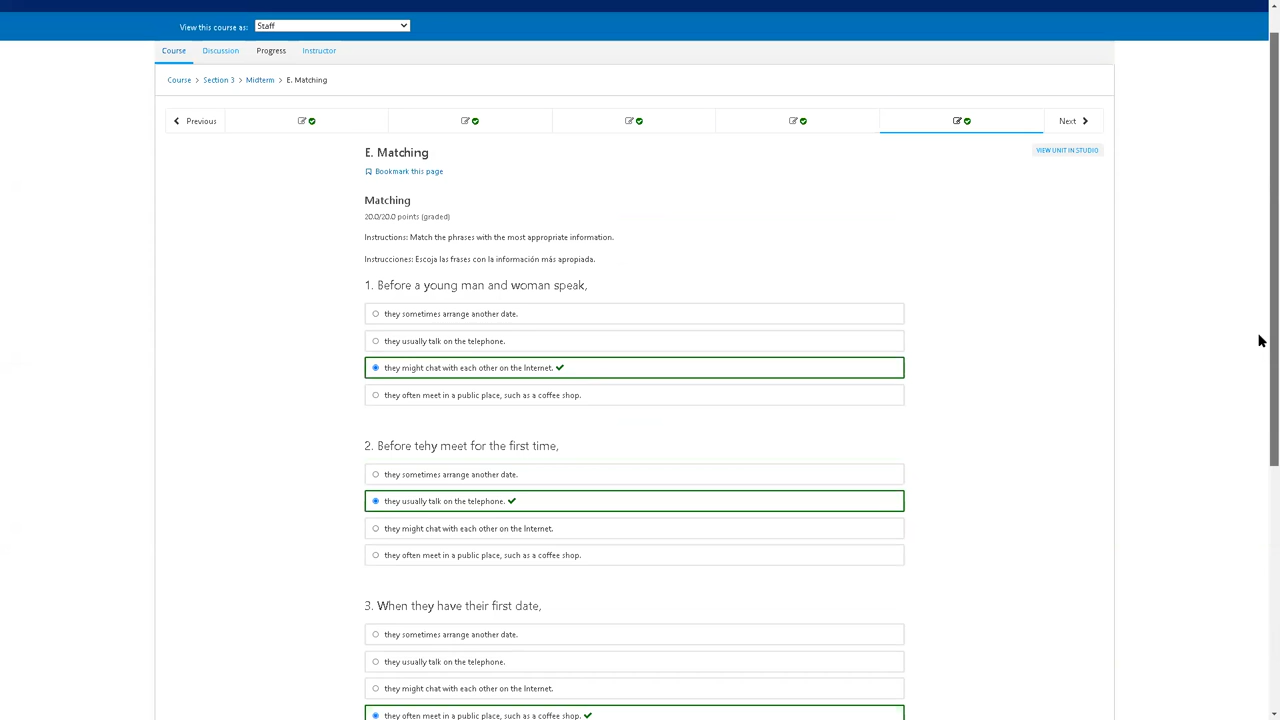 View this course as: Staff
Course Discussion Progress Instructor
Course > Section 3 > Midterm > E. Matching
Previous Next
E. Matching
VIEW UNIT IN STUDIO
Bookmark this page
Matching
20.0/20.0 points (graded)
Instructions: Match the phrases with the most appropriate information.
Instrucciones: Escoja las frases con la información más apropiada.
1. Before a young man and woman speak,
they sometimes arrange another date.
they usually talk on the telephone.
they might chat with each other on the Internet.
they often meet in a public place, such as a coffee shop.
2. Before tehy meet for the first time,
they sometimes arrange another date.
they usually talk on the telephone.
they might chat with each other on the Internet.
they often meet in a public place, such as a coffee shop.
3. When they have their first date,
they sometimes arrange another date.
they usually talk on the telephone.
they might chat with each other on the Internet.
they often meet in a public place, such as a coffee shop.